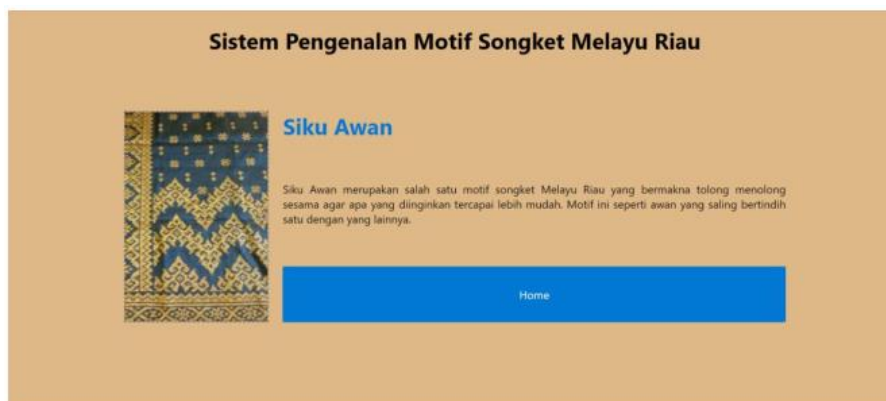 Sistem Pengenalan Motif Songket Melayu Riau
Siku Awan
Siku Awan merupakan salah satu motif songket Melayu Riau yang bermakna tolong menolong
sesama agar apa yang diinginkan tercapai lebih mudah. Motif ini seperti awan yang saling bertindih
satu dengan yang lainnya.
Home